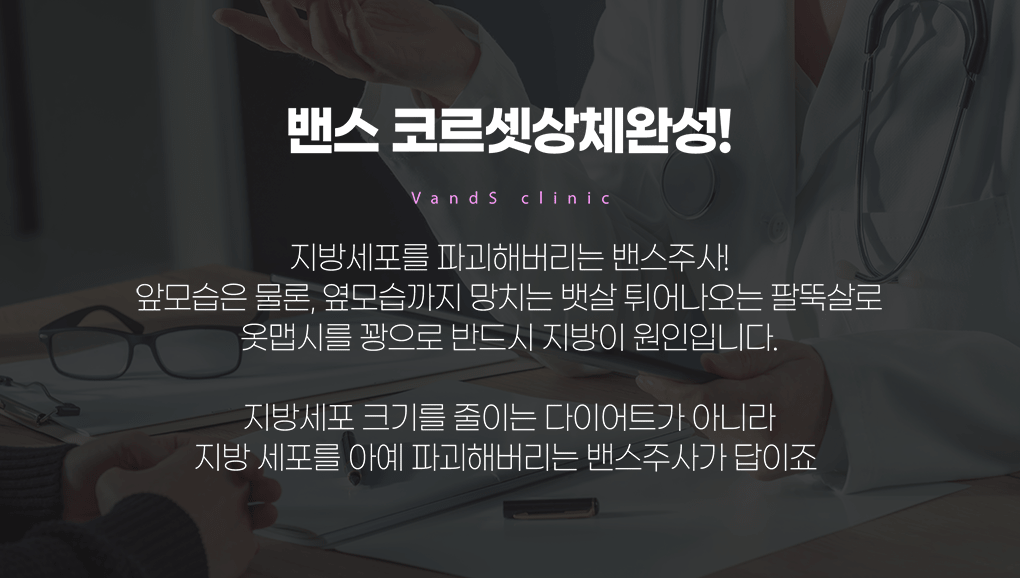 밴스 코르셋상체완성!
VandS clinic
지방세포를 파괴해버리는 밴스주사!
앞모습은 물론, 옆모습까지 망치는 뱃살 튀어나오는 팔뚝살로
옷맵시를 꽝으로 반드시 지방이 원인입니다.
지방세포 크기를 줄이는 다이어트가 아니라
지방 세포를 아예 파괴해버리는 밴스주사가 답이죠